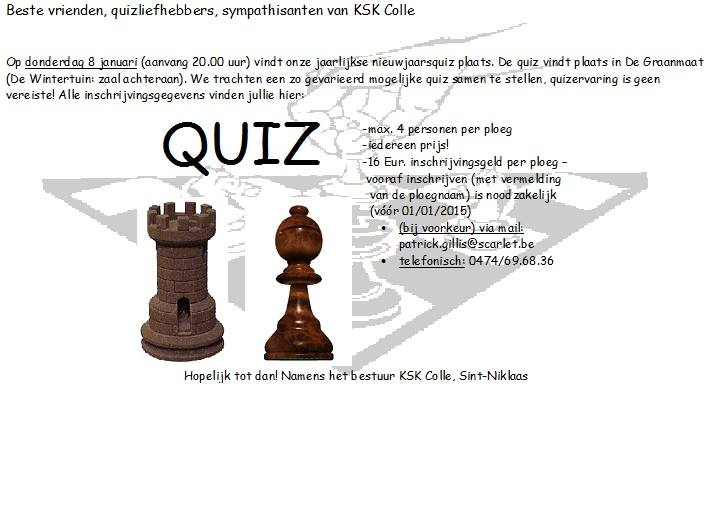 Beste vrienden, quizliefhebbers, sympathisanten van KSK Colle
Op donderdag 8 januari (aanvang 20.00 uur) vindt onze jaarlijkse nieuwjaarsquiz plaats. De quiz vindt plaats in De Graanmaat
(De Wintertuin: zaal achteraan). We trachten een zo gevarieerd mogelijke quiz samen te stellen, quizervaring is geen
vereiste! Alle inschrijvingsgegevens vinden jullie hier:
QUIZ
-max. 4 personen per ploeg
-iedereen prijs!
-16 Eur. inschrijvingsgeld per ploeg –
vooraf inschrijven (met vermelding
van de ploegnaam) is noodzakelijk
(vóór 01/01/2015)
• (bij voorkeur) via mail:
patrick.gillis@scarlet.be
• telefonisch: 0474/69.68.36
Hopelijk tot dan! Namens het bestuur KSK Colle, Sint-Niklaas